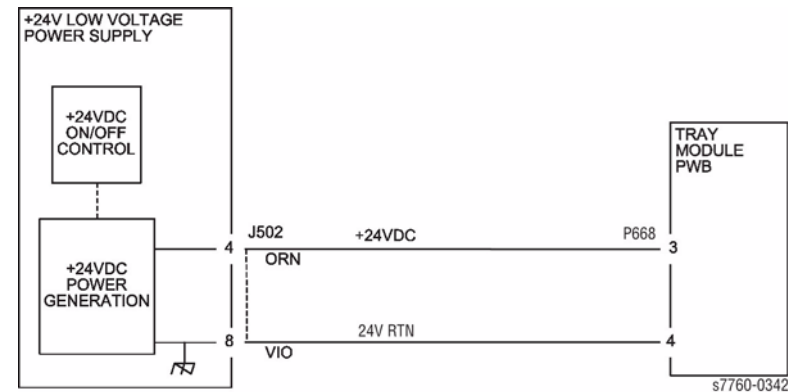 +24V LOW VOLTAGE
POWER SUPPLY
+24VDC
ON/OFF
CONTROL
+24VDC
POWER
GENERATION
4
J502
+24VDC
ORN
P668
3
TRAY
MODULE
PWB
8
24V RTN
VIO
4
s7760-0342